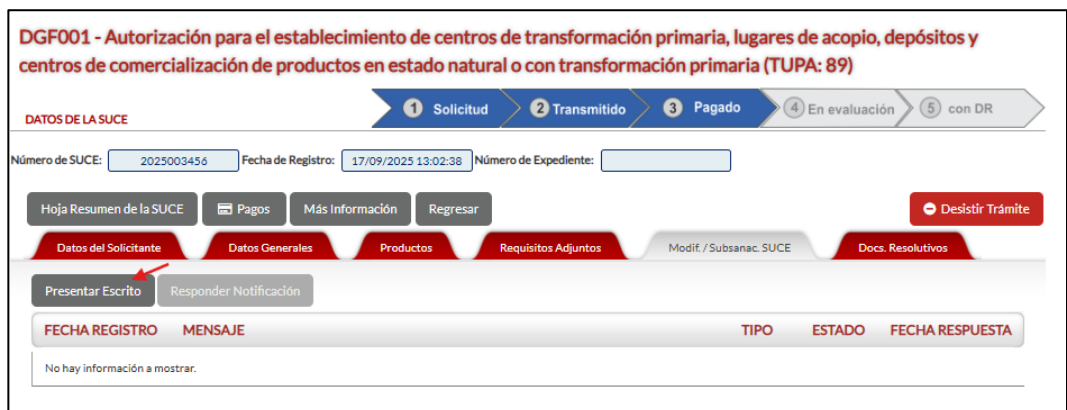 DGF001 - Autorización para el establecimiento de centros de transformación primaria, lugares de acopio, depósitos y
centros de comercialización de productos en estado natural o con transformación primaria (TUPA: 89)
DATOS DE LA SUCE
1 Solicitud 2 Transmitido 3 Pagado 4 En evaluación 5 con DR
Número de SUCE: 2025003456 Fecha de Registro: 17/09/2025 13:02:38 Número de Expediente:
Hoja Resumen de la SUCE Pagos Más Información Regresar Desistir Trámite
Datos del Solicitante Datos Generales Productos Requisitos Adjuntos Modif. / Subsanac. SUCE Docs. Resolutivos
Presentar Escrito Responder Notificación
FECHA REGISTRO MENSAJE TIPO ESTADO FECHA RESPUESTA
No hay información a mostrar.